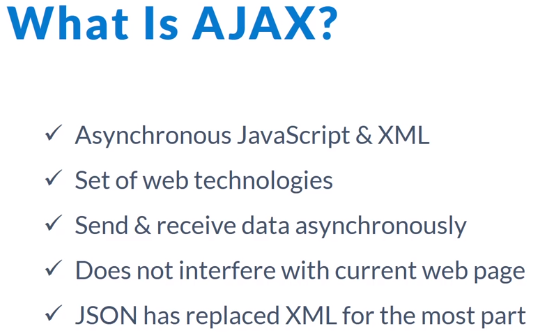 What Is AJAX?
✓ Asynchronous JavaScript & XML
✓ Set of web technologies
✓ Send & receive data asynchronously
✓ Does not interfere with current web page
✓ JSON has replaced XML for the most part